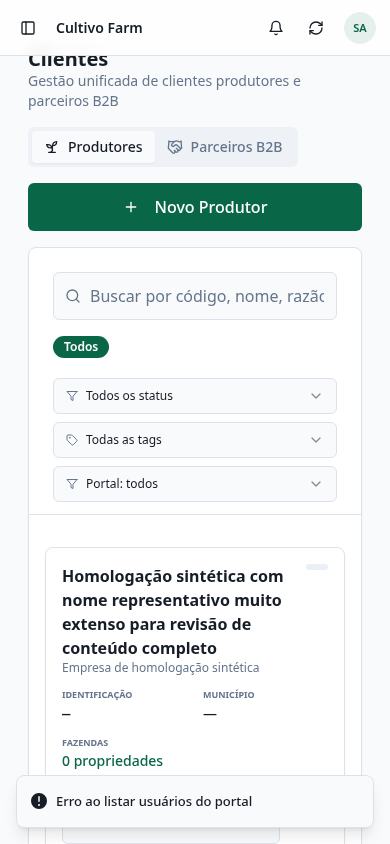 Cultivo Farm
SA
Clientes
Gestão unificada de clientes produtores e
parceiros B2B
Produtores
Parceiros B2B
Novo Produtor
Buscar por código, nome, razão
Todos
Todos os status
Todas as tags
Portal: todos
Homologação sintética com
nome representativo muito
extenso para revisão de
conteúdo completo
Empresa de homologação sintética
IDENTIFICAÇÃO
MUNICÍPIO
—
—
FAZENDAS
0 propriedades
Erro ao listar usuários do portal